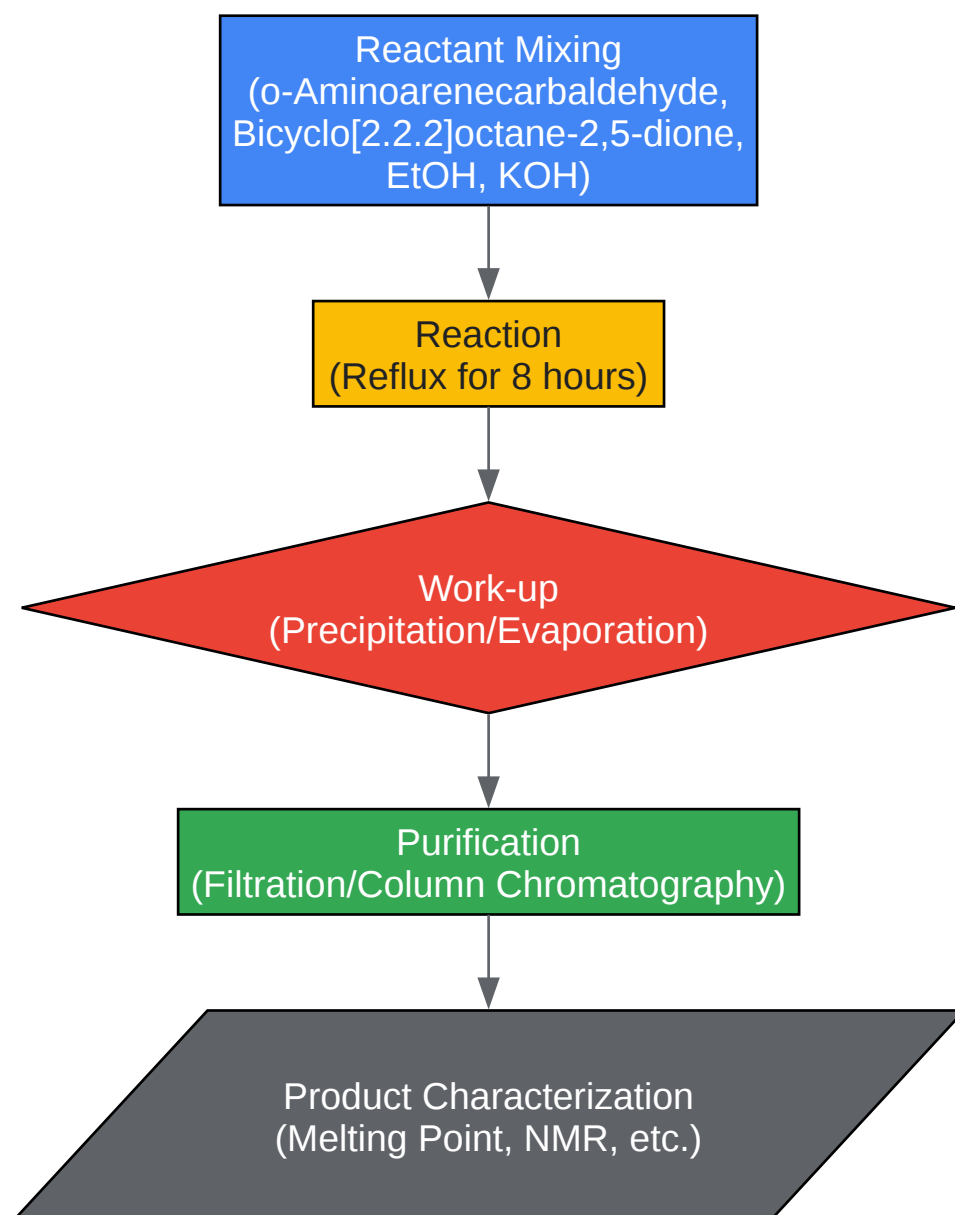 Reactant Mixing
(o-Aminoarenecarbaldehyde,
Bicyclo[2.2.2]octane-2,5-dione,
EtOH, KOH)
Reaction
(Reflux for 8 hours)
Work-up
(Precipitation/Evaporation)
Purification
(Filtration/Column Chromatography)
Product Characterization
(Melting Point, NMR, etc.)